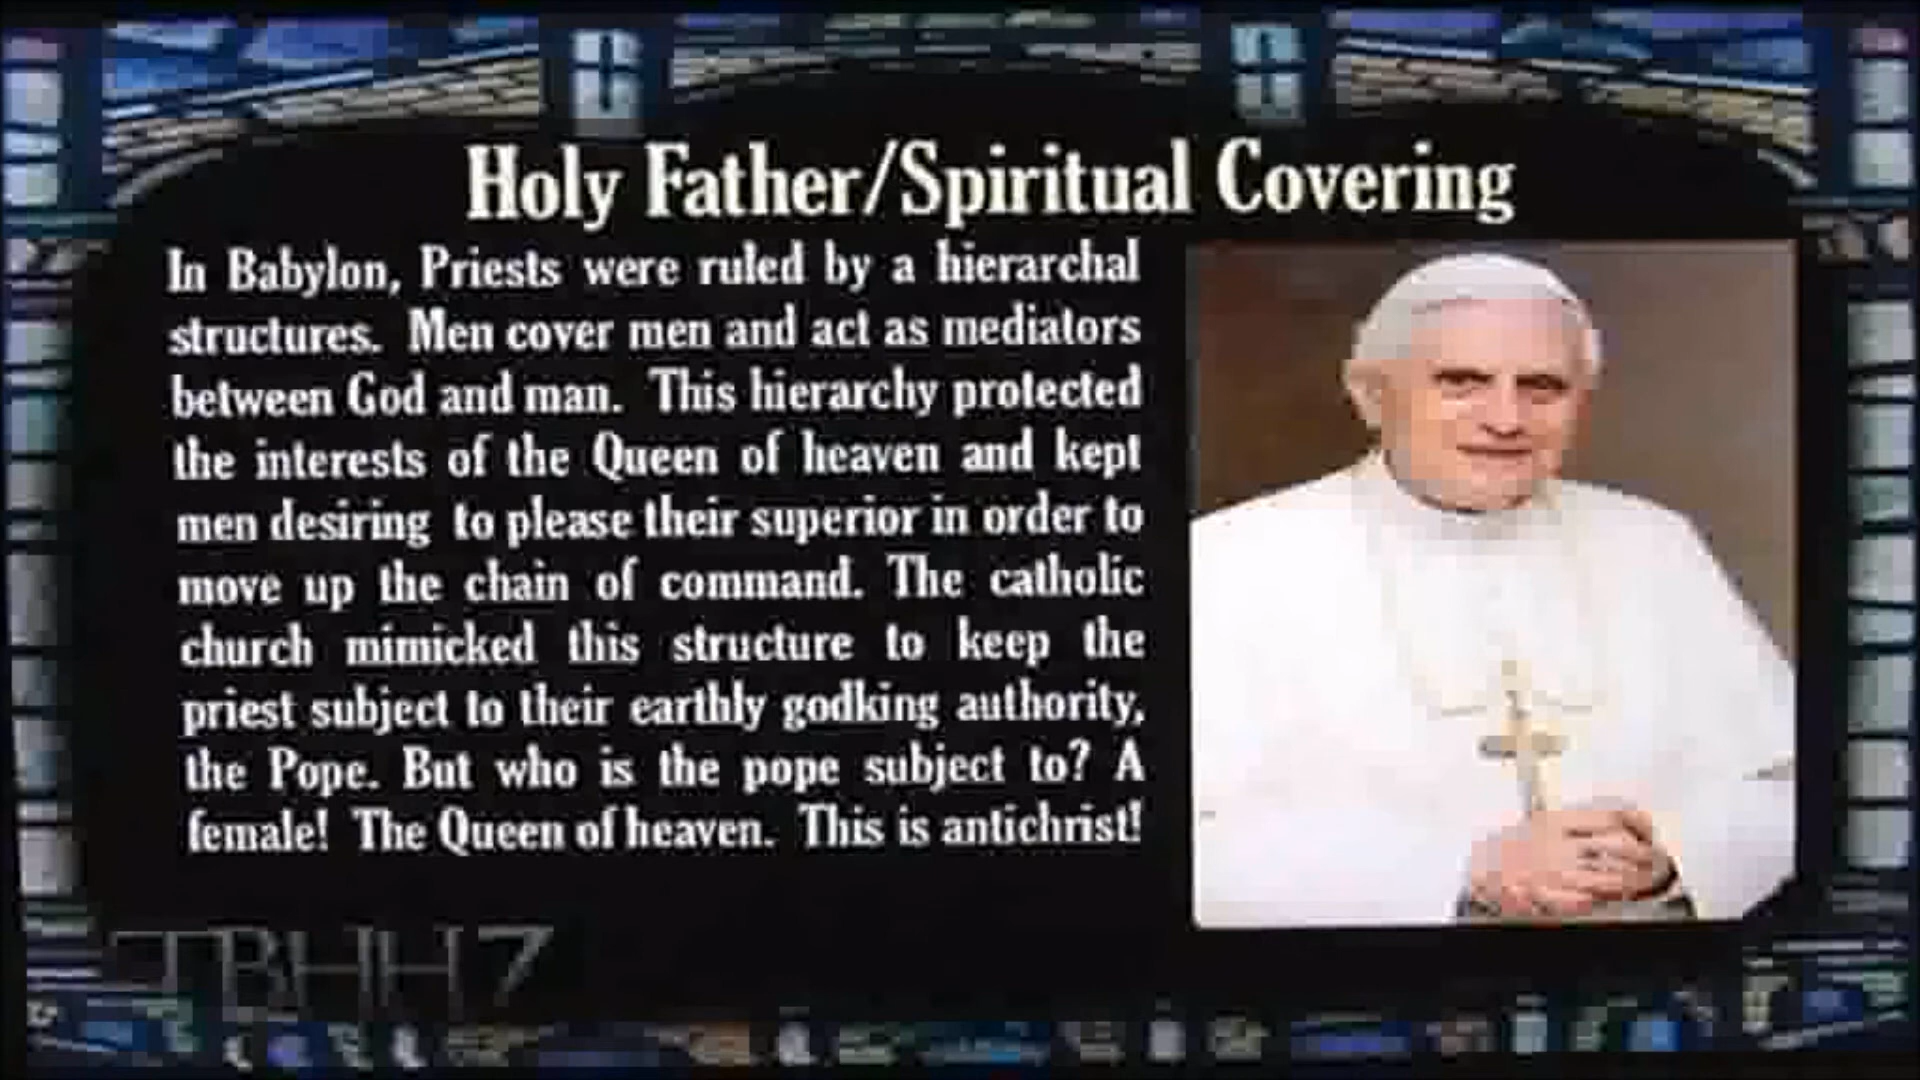 Holy Father/Spiritual Covering
In Babylon, Priests were ruled by a hierarchal
structures. Men cover men and act as mediators
between God and man. This hierarchy protected
the interests of the Queen of heaven and kept
men desiring to please their superior in order to
move up the chain of command. The catholic
church mimicked this structure to keep the
priest subject to their earthly godking authority,
the Pope. But who is the pope subject to? A
female! The Queen of heaven. This is antichrist!
TBHH7